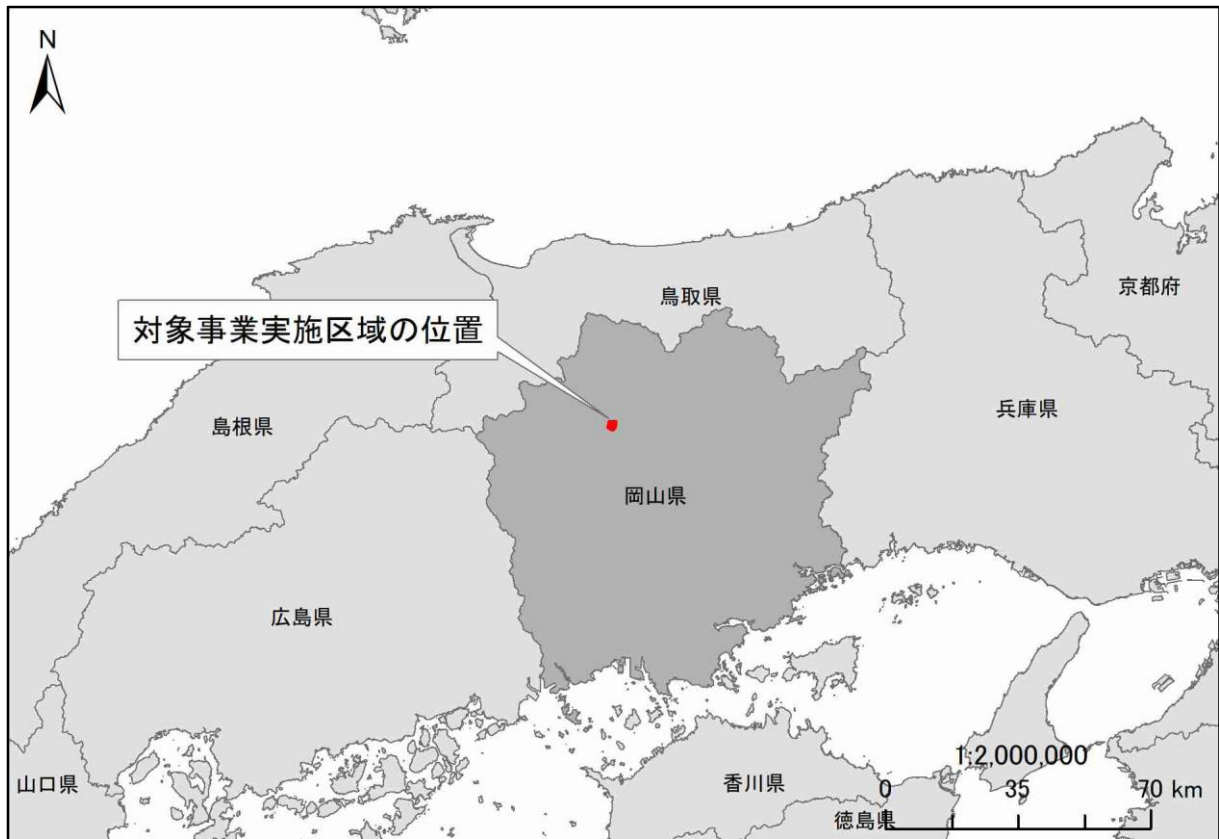 N
鳥取県
京都府
対象事業実施区域の位置
島根県
兵庫県
岡山県
広島県
1:2,000,000
山口県
香川県
0 35 70 km
徳島県